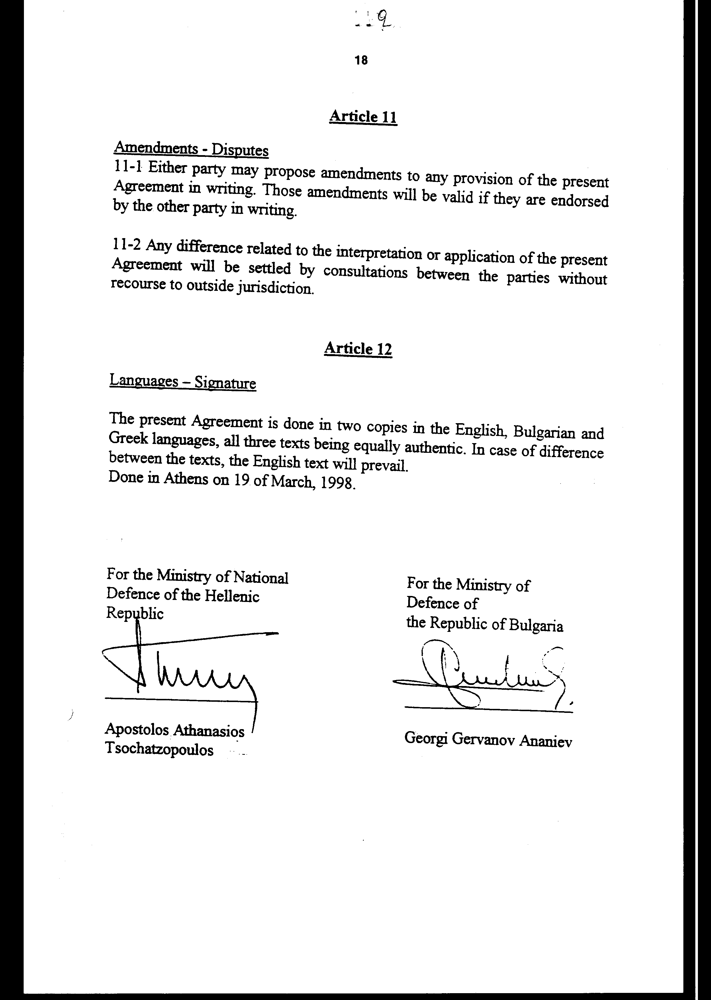 18
Article 11
Amendments - Disputes
11-1 Either party may propose amendments to any provision of the present
Agreement in writing. Those amendments will be valid if they are endorsed
by the other party in writing.
11-2 Any difference related to the interpretation or application of the present
Agreement will be settled by consultations between the parties without
recourse to outside jurisdiction.
Article 12
Languages – Signature
The present Agreement is done in two copies in the English, Bulgarian and
Greek languages, all three texts being equally authentic. In case of difference
between the texts, the English text will prevail.
Done in Athens on 19 of March, 1998.
For the Ministry of National
Defence of the Hellenic
Republic
For the Ministry of
Defence of
the Republic of Bulgaria
Apostolos Athanasios
Tsochatzopoulos
Georgi Gervanov Ananiev